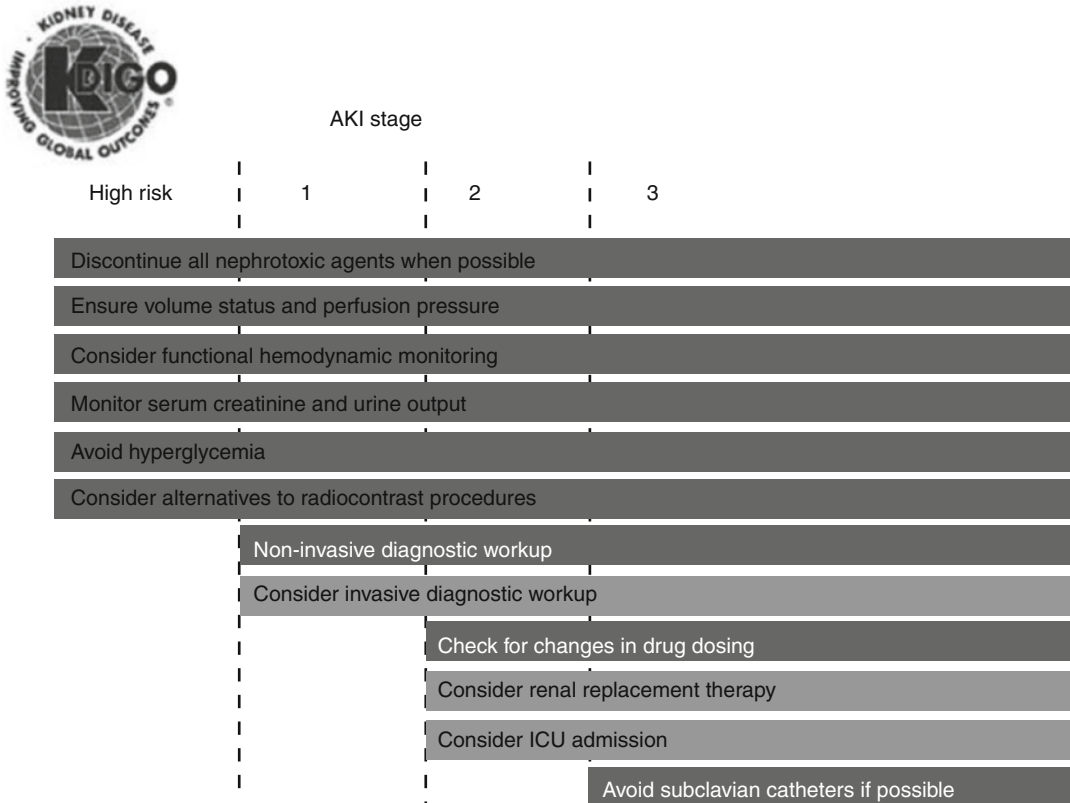 KIDNEY DISEASE
IMPROVING GLOBAL OUTCOMES
KDIGO
®
AKI stage
High risk 1 2 3
Discontinue all nephrotoxic agents when possible
Ensure volume status and perfusion pressure
Consider functional hemodynamic monitoring
Monitor serum creatinine and urine output
Avoid hyperglycemia
Consider alternatives to radiocontrast procedures
Non-invasive diagnostic workup
Consider invasive diagnostic workup
Check for changes in drug dosing
Consider renal replacement therapy
Consider ICU admission
Avoid subclavian catheters if possible